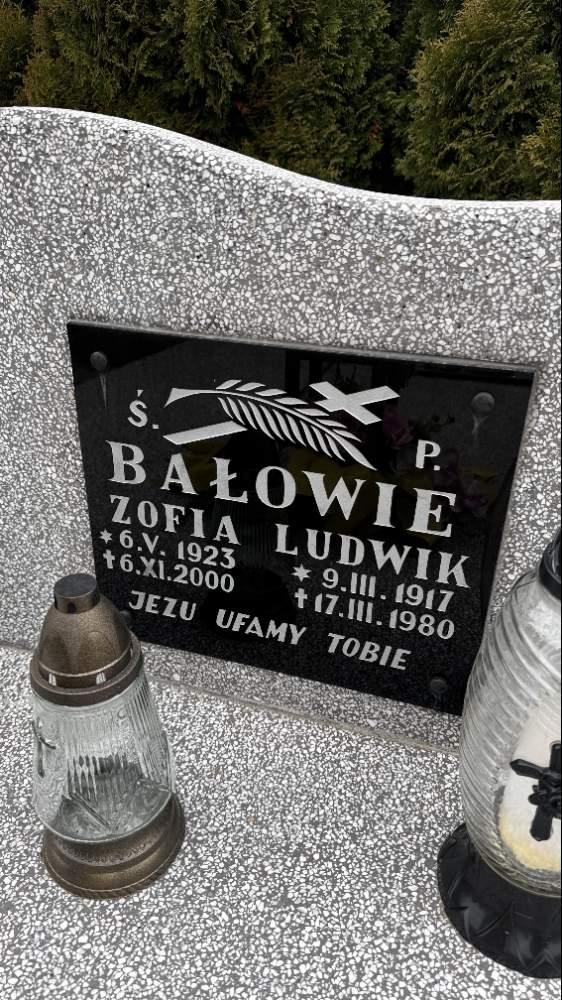 Ś. P.
BAŁOWIE
ZOFIA LUDWIK
✶ 6.V. 1923 ✶ 9.III. 1917
✝ 6.XI.2000 ✝ 17.III. 1980
JEZU UFAMY TOBIE